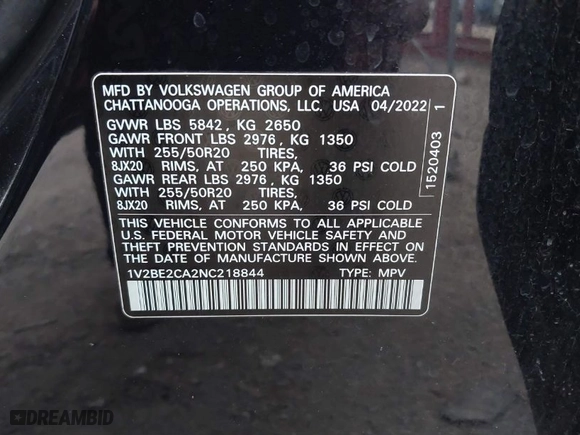 MFD BY VOLKSWAGEN GROUP OF AMERICA
CHATTANOOGA OPERATIONS, LLC. USA 04/2022
GVWR LBS 5842, KG 2650
GAWR FRONT LBS 2976, KG 1350
WITH 255/50R20 TIRES,
8JX20 RIMS, AT 250 KPA, 36 PSI COLD
GAWR REAR LBS 2976, KG 1350
WITH 255/50R20 TIRES,
8JX20 RIMS, AT 250 KPA, 36 PSI COLD
THIS VEHICLE CONFORMS TO ALL APPLICABLE
U.S. FEDERAL MOTOR VEHICLE SAFETY AND
THEFT PREVENTION STANDARDS IN EFFECT ON
THE DATE OF MANUFACTURE SHOWN ABOVE.
1V2BE2CA2NC218844 TYPE: MPV
1520403 1
DREAMBID